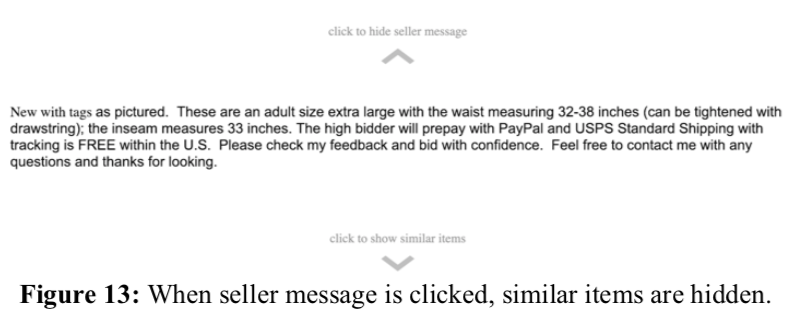 click to hide seller message
New with tags as pictured.  These are an adult size extra large with the waist measuring 32-38 inches (can be tightened with
drawstring); the inseam measures 33 inches. The high bidder will prepay with PayPal and USPS Standard Shipping with
tracking is FREE within the U.S.  Please check my feedback and bid with confidence.  Feel free to contact me with any
questions and thanks for looking.
click to show similar items
Figure 13: When seller message is clicked, similar items are hidden.